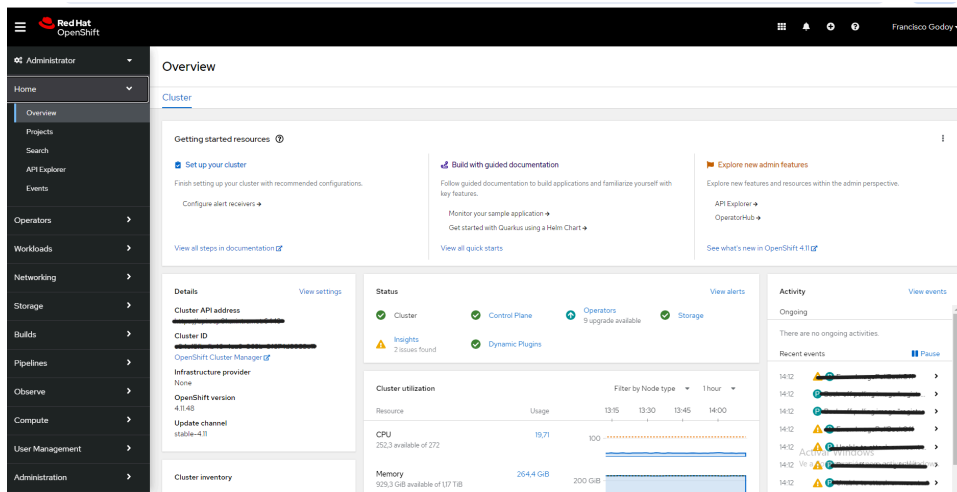 Red Hat
OpenShift
Francisco Godoy
Administrator
Home
Overview
Projects
Search
API Explorer
Events
Operators
Workloads
Networking
Storage
Builds
Pipelines
Observe
Compute
User Management
Administration
Overview
Cluster
Getting started resources
Set up your cluster
Finish setting up your cluster with recommended configurations.
Configure alert receivers
View all steps in documentation
Build with guided documentation
Follow guided documentation to build applications and familiarize yourself with
key features.
Monitor your sample application
Get started with Quarkus using a Helm Chart
View all quick starts
Explore new admin features
Explore new features and resources within the admin perspective.
API Explorer
OperatorHub
See what's new in OpenShift 4.11
Details
View settings
Cluster API address
Cluster ID
OpenShift Cluster Manager
Infrastructure provider
None
OpenShift version
4.11.48
Update channel
stable-4.11
Cluster inventory
Status
View alerts
Cluster
Control Plane
Operators
9 upgrade available
Storage
Insights
2 issues found
Dynamic Plugins
Cluster utilization
Filter by Node type
1 hour
Resource
Usage
13:15
13:30
13:45
14:00
CPU
19,71
252,3 available of 272
100
Memory
264,4 GiB
929,3 GiB available of 1,17 TiB
200 GiB
Activity
View events
Ongoing
There are no ongoing activities.
Recent events
Pause
14:12
P
14:12
P
14:12
P
14:12
P
14:12
P
Activar Windows
14:12
P
14:12
P